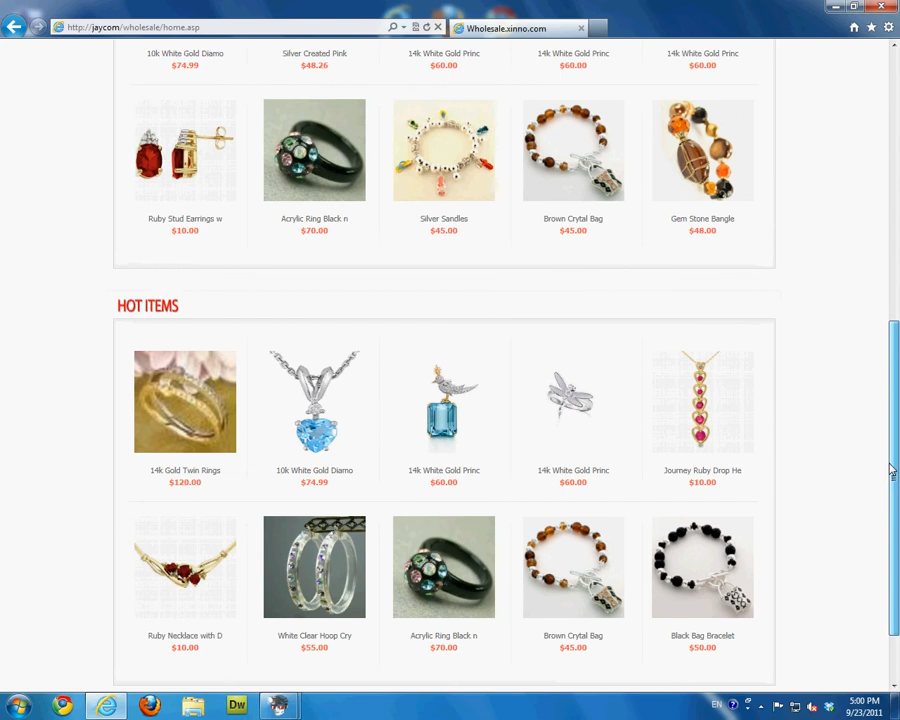 http://jaycom/wholesale/home.asp
Wholesale.xinno.com
10k White Gold Diamo
Silver Created Pink
14k White Gold Princ
14k White Gold Princ
14k White Gold Princ
$74.99
$48.26
$60.00
$60.00
$60.00
Ruby Stud Earrings w
Acrylic Ring Black n
Silver Sandles
Brown Crytal Bag
Gem Stone Bangle
$10.00
$70.00
$45.00
$45.00
$48.00
HOT ITEMS
14k Gold Twin Rings
10k White Gold Diamo
14k White Gold Princ
14k White Gold Princ
Journey Ruby Drop He
$120.00
$74.99
$60.00
$60.00
$10.00
Ruby Necklace with D
White Clear Hoop Cry
Acrylic Ring Black n
Brown Crytal Bag
Black Bag Bracelet
$10.00
$55.00
$70.00
$45.00
$50.00
Dw
EN
5:00 PM
9/23/2011